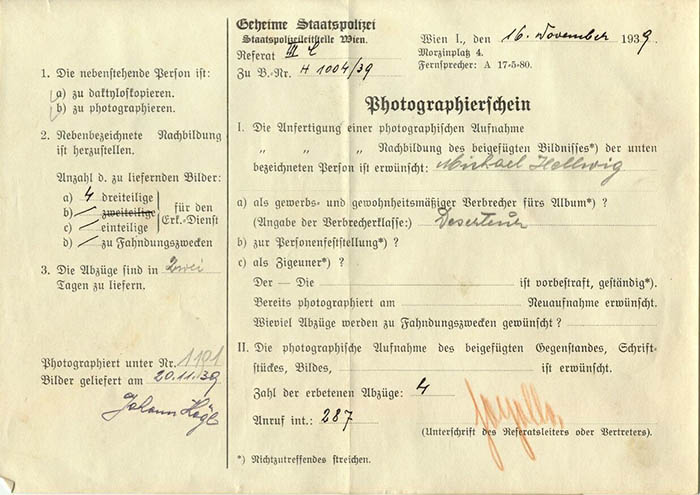 1. Die nebenstehende Person ist:
a) zu daktyloskopieren.
b) zu photographieren.
2. Nebenbezeichnete Nachbildung
ist herzustellen.
Anzahl d. zu liefernden Bilder:
a) 4 dreiteilige
b) zweiteilige
c) einteilige
d) zu Fahndungszwecken
für den
Erk.-Dienst
3. Die Abzüge sind in zwei
Tagen zu liefern.
Photographiert unter Nr. 1101
Bilder geliefert am 20.11.39
Johann Högl
Geheime Staatspolizei
Staatspolizeileitstelle Wien.
Referat III
Zu B.-Nr. H 1004/39
Wien I., den 16. November 1939.
Morzinplatz 4.
Fernsprecher: A 17-5-80.
Photographierschein
I. Die Anfertigung einer photographischen Aufnahme
„ „ „ Nachbildung des beigefügten Bildnisses*) der unten
bezeichneten Person ist erwünscht: Michael Hellwig
a) als gewerbs- und gewohnheitsmäßiger Verbrecher fürs Album*) ?
(Angabe der Verbrecherklasse:) Deserteur
b) zur Personenfeststellung*) ?
c) als Zigeuner*) ?
Der — Die ist vorbestraft, geständig*).
Bereits photographiert am Neuaufnahme erwünscht.
Wieviel Abzüge werden zu Fahndungszwecken gewünscht ?
II. Die photographische Aufnahme des beigefügten Gegenstandes, Schrift-
stückes, Bildes, ist erwünscht.
Zahl der erbetenen Abzüge: 4
Anruf int.: 287
(Unterschrift des Referatsleiters oder Vertreters).
*) Nichtzutreffendes streichen.